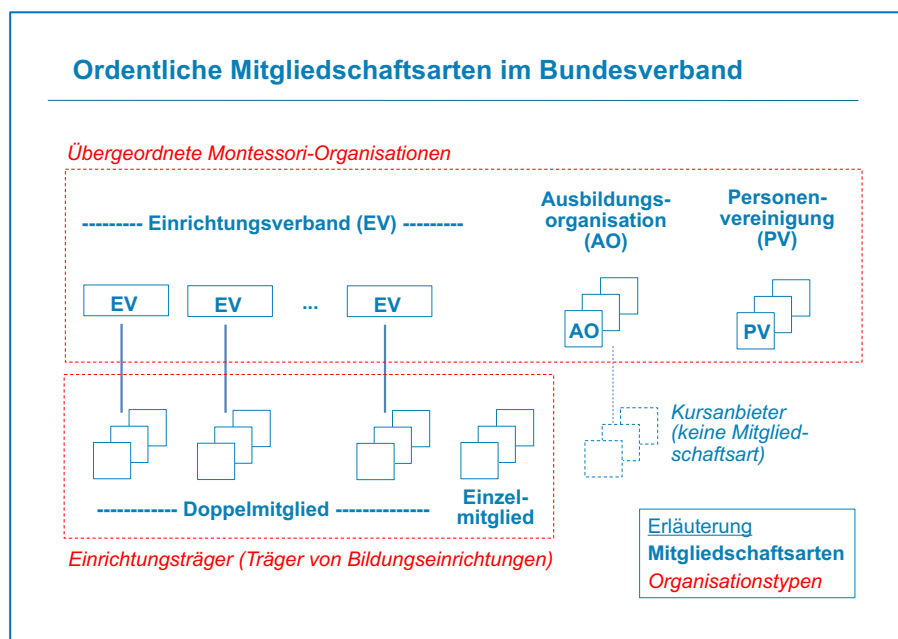 Ordentliche Mitgliedschaftsarten im Bundesverband
Übergeordnete Montessori-Organisationen
--------- Einrichtungsverband (EV) ---------
Ausbildungs-
organisation
(AO)
Personen-
vereinigung
(PV)
EV
EV
...
EV
AO
PV
Kursanbieter
(keine Mitglied-
schaftsart)
------------ Doppelmitglied ------------
Einzel-
mitglied
Einrichtungsträger (Träger von Bildungseinrichtungen)
Erläuterung
Mitgliedschaftsarten
Organisationstypen